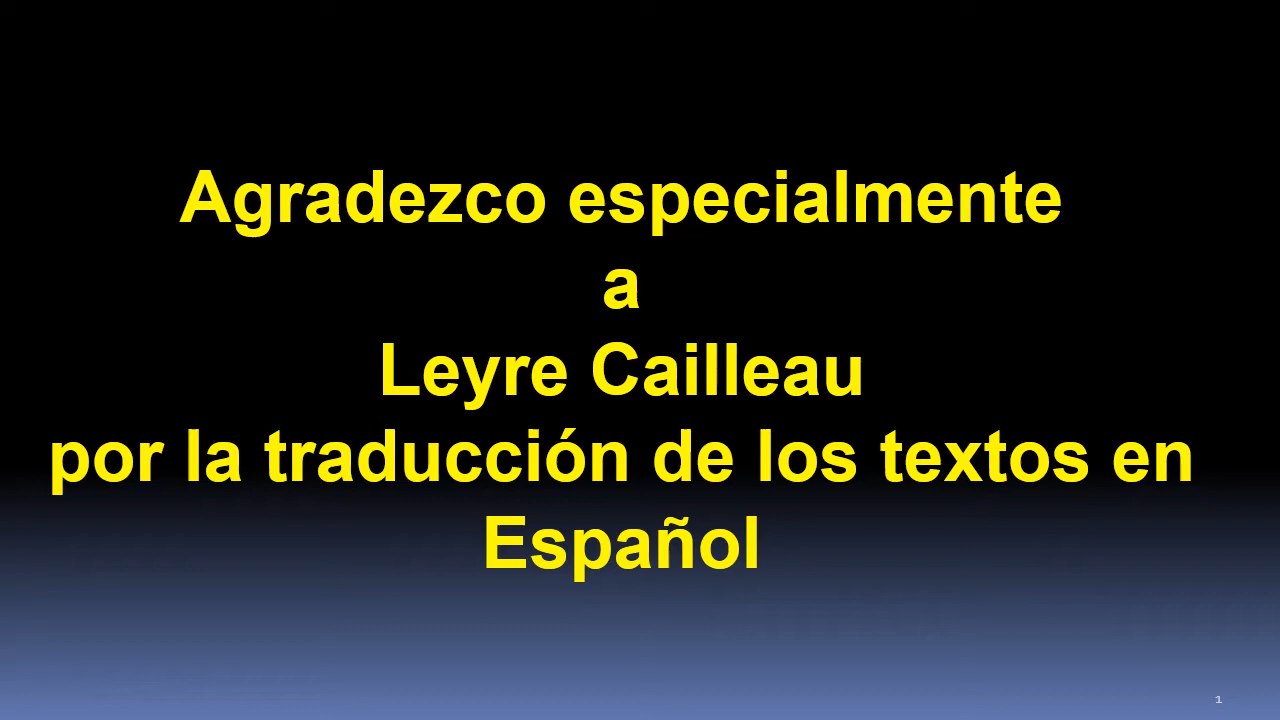 Agradezco especialmente
a
Leyre Cailleau
por la traducción de los textos en
Español
1